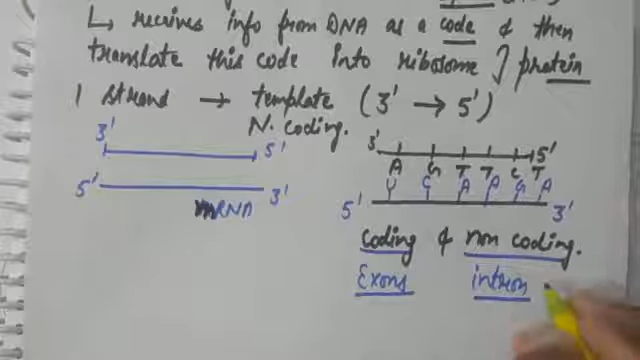 ↳ receives info from DNA as a code & then
translate this code into ribosome } protein
1 strand → template (3' → 5')
N. coding.
3' 5'
5' 3'
mRNA
3' 5'
A G T T C T
U C A A G A
5' 3'
coding & non coding.
Exons intron